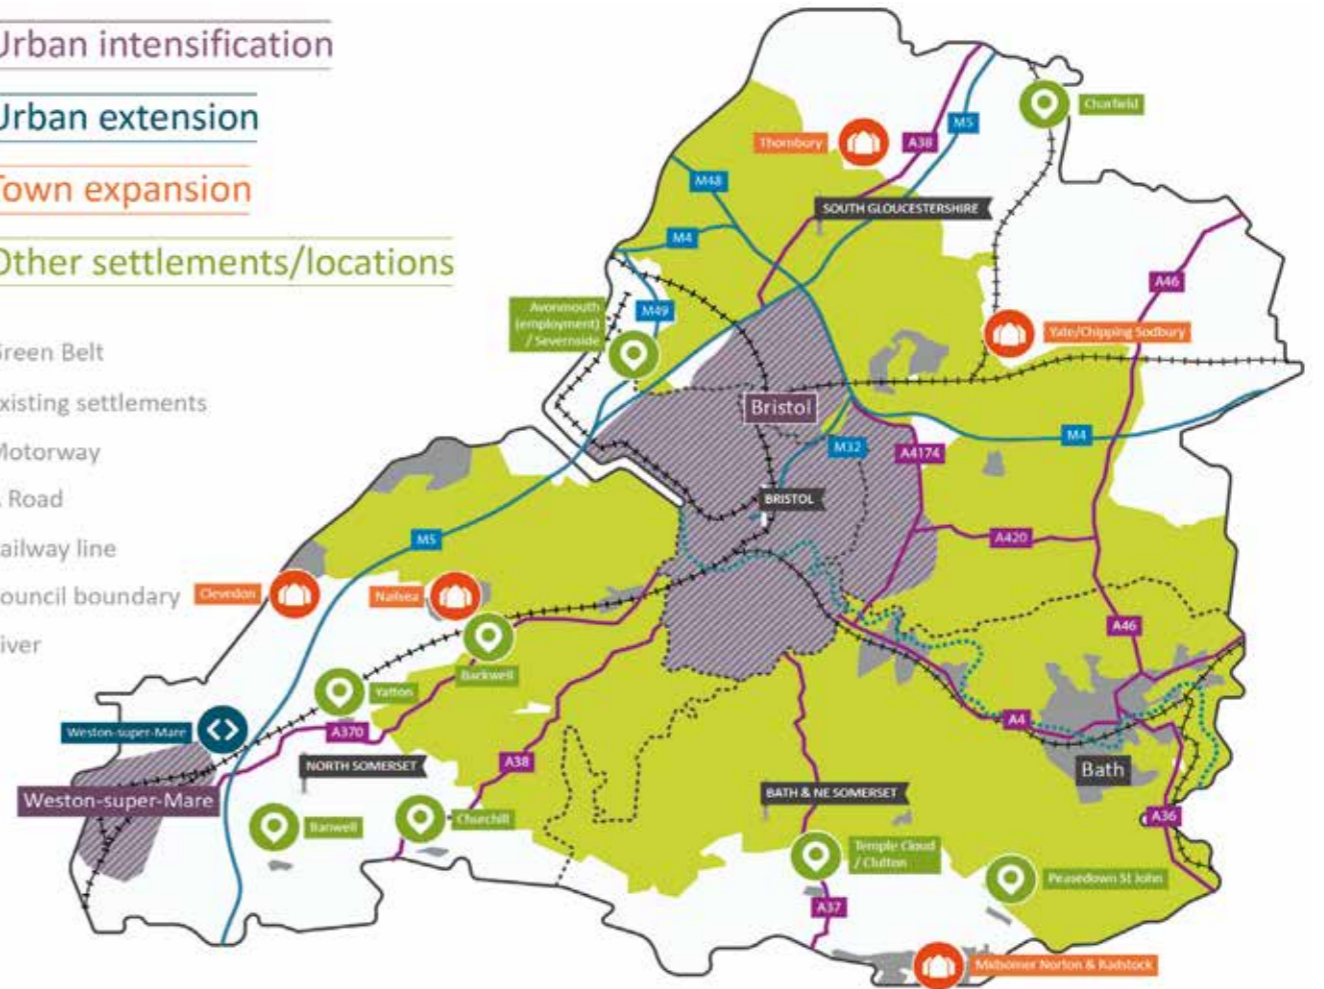 Urban intensification
Urban extension
Town expansion
Other settlements/locations
Green Belt
Existing settlements
Motorway
A Road
Railway line
Council boundary
River
Charfield
Thornbury
A38
M5
M48
SOUTH GLOUCESTERSHIRE
M4
A46
M49
Avonmouth
(employment)
/ Severnside
Yate/Chipping Sodbury
Bristol
M32
A4174
M4
BRISTOL
M5
A420
Clevedon
Nailsea
A46
Backwell
Yatton
Weston-super-Mare
A370
A4
NORTH SOMERSET
A38
Bath
Weston-super-Mare
BATH & NE SOMERSET
Banwell
Churchill
A36
Temple Cloud
/ Clutton
Peasedown St John
A37
Midsomer Norton & Radstock